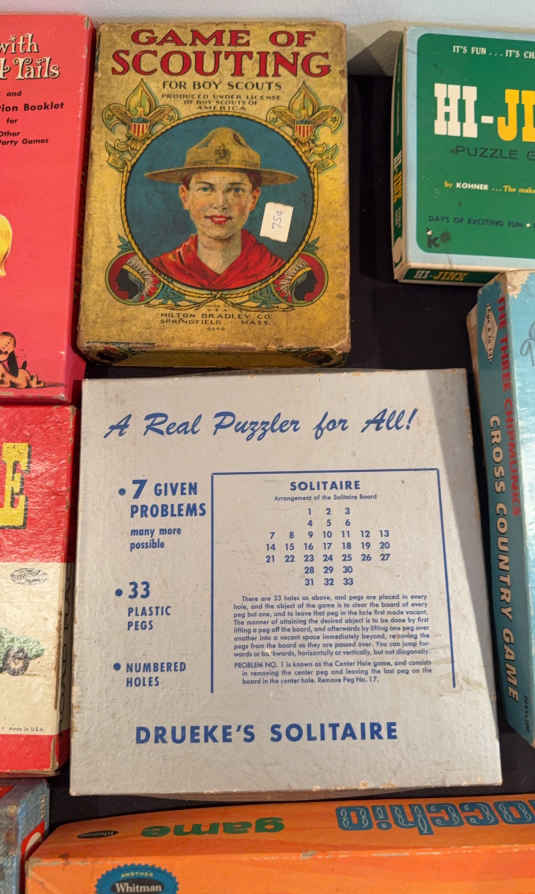 with
& Tails
and
tion Booklet
for
Other
Party Games
GAME OF
SCOUTING
FOR BOY SCOUTS
PRODUCED UNDER LICENSE
OF BOY SCOUTS OF
AMERICA
75¢
MILTON BRADLEY CO.
SPRINGFIELD MASS.
IT'S FUN ... IT'S CH
HI-JI
PUZZLE G
by KOHNER ... The make
DAYS OF EXCITING FUN •
K
HI-JINX
CROSS COUNTRY GAME
E
MADE IN U.S.A.
A Real Puzzler for All!
• 7 GIVEN
PROBLEMS
many more
possible
• 33
PLASTIC
PEGS
• NUMBERED
HOLES
SOLITAIRE
Arrangement of the Solitaire Board
1 2 3
4 5 6
7 8 9 10 11 12 13
14 15 16 17 18 19 20
21 22 23 24 25 26 27
28 29 30
31 32 33
There are 33 holes as above, and pegs are placed in every
hole, and the object of the game is to clear the board of every
peg but one, and to leave that peg in the hole first made vacant.
The manner of attaining the desired object is to be done by first
lifting a peg off the board, and afterwards by lifting one peg over
another into a vacant space immediately beyond, removing the
pegs from the board as they are passed over. You can jump for-
wards or backwards, horizontally or vertically, but not diagonally.
PROBLEM NO. 1 is known as the Center Hole game, and consists
in removing the center peg and leaving the last peg on the
board in the center hole. Remove Peg No. 17.
DRUEKE'S SOLITAIRE
nocchio
game
ANOTHER
Whitman